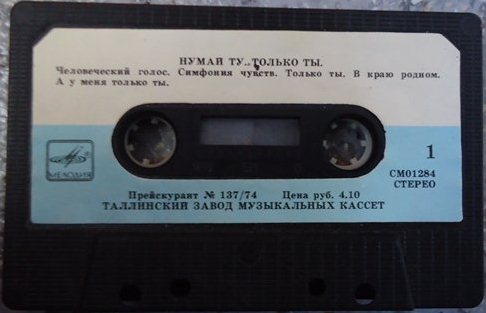 НУМАЙ ТУ..ТОЛЬКО ТЫ.
Человеческий голос. Симфония чувств. Только ты. В краю родном.
А у меня только ты.
МЕЛОДИЯ
1
СМ01284
СТЕРЕО
Прейскурант № 137/74 Цена руб. 4.10
ТАЛЛИНСКИЙ ЗАВОД МУЗЫКАЛЬНЫХ КАССЕТ